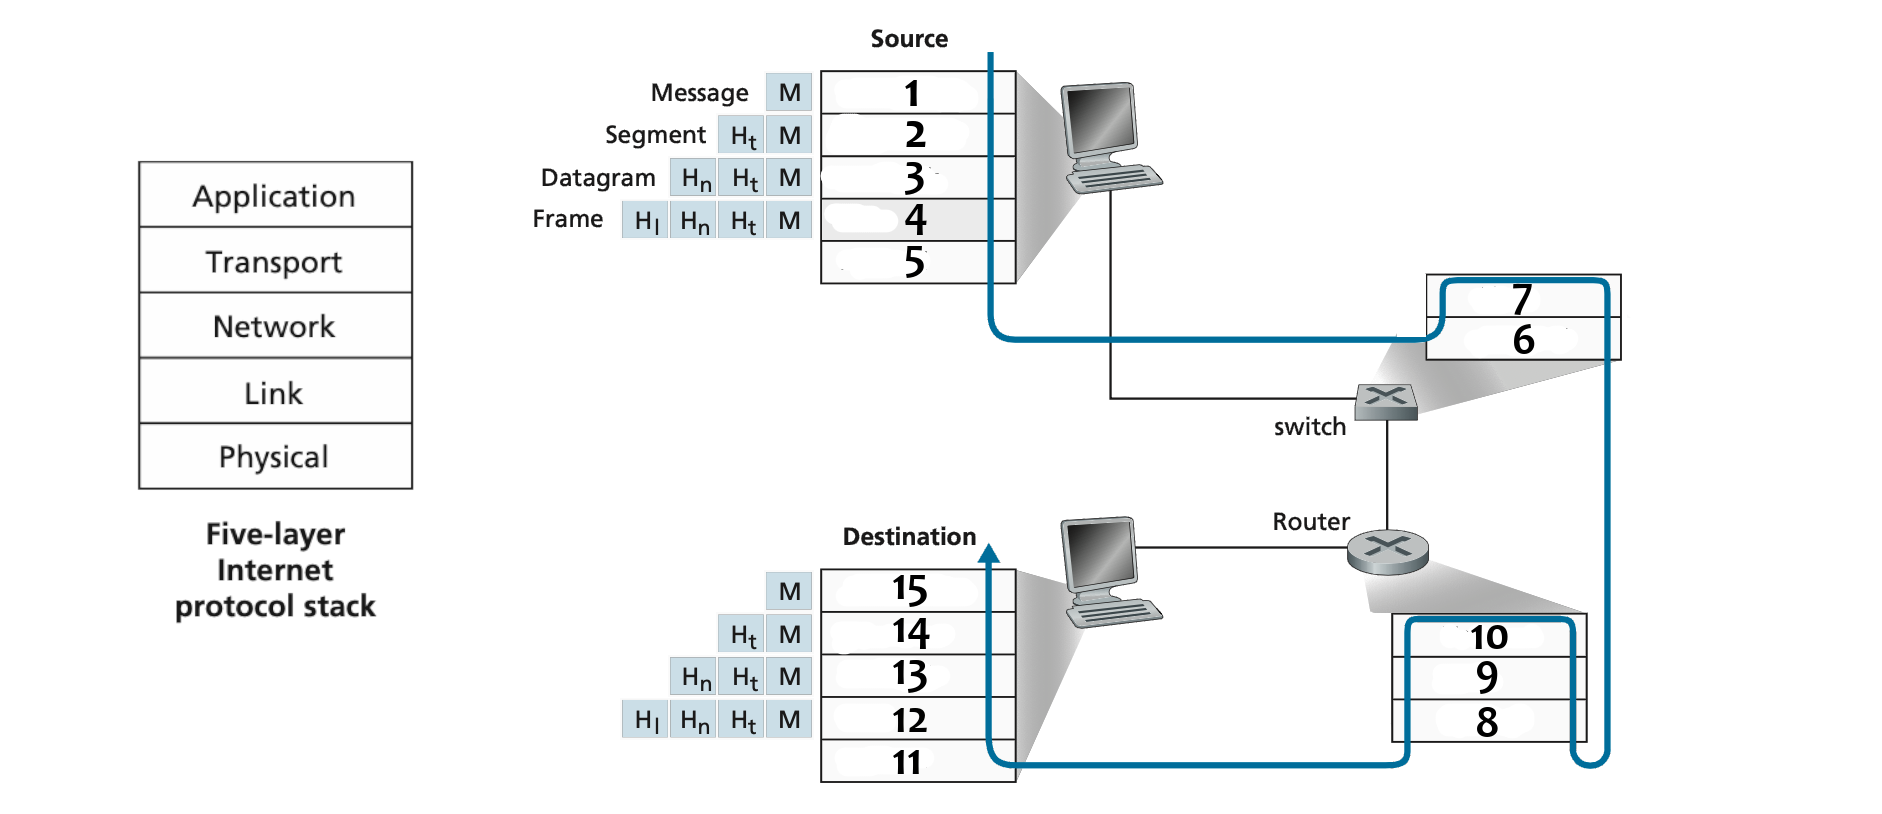 Application
Transport
Network
Link
Physical
Five-layer
Internet
protocol stack
Source
Message M 1
Segment Ht M 2
Datagram Hn Ht M 3
Frame Hl Hn Ht M 4
5
7
6
switch
Router
Destination
M 15
Ht M 14
Hn Ht M 13
Hl Hn Ht M 12
11
10
9
8